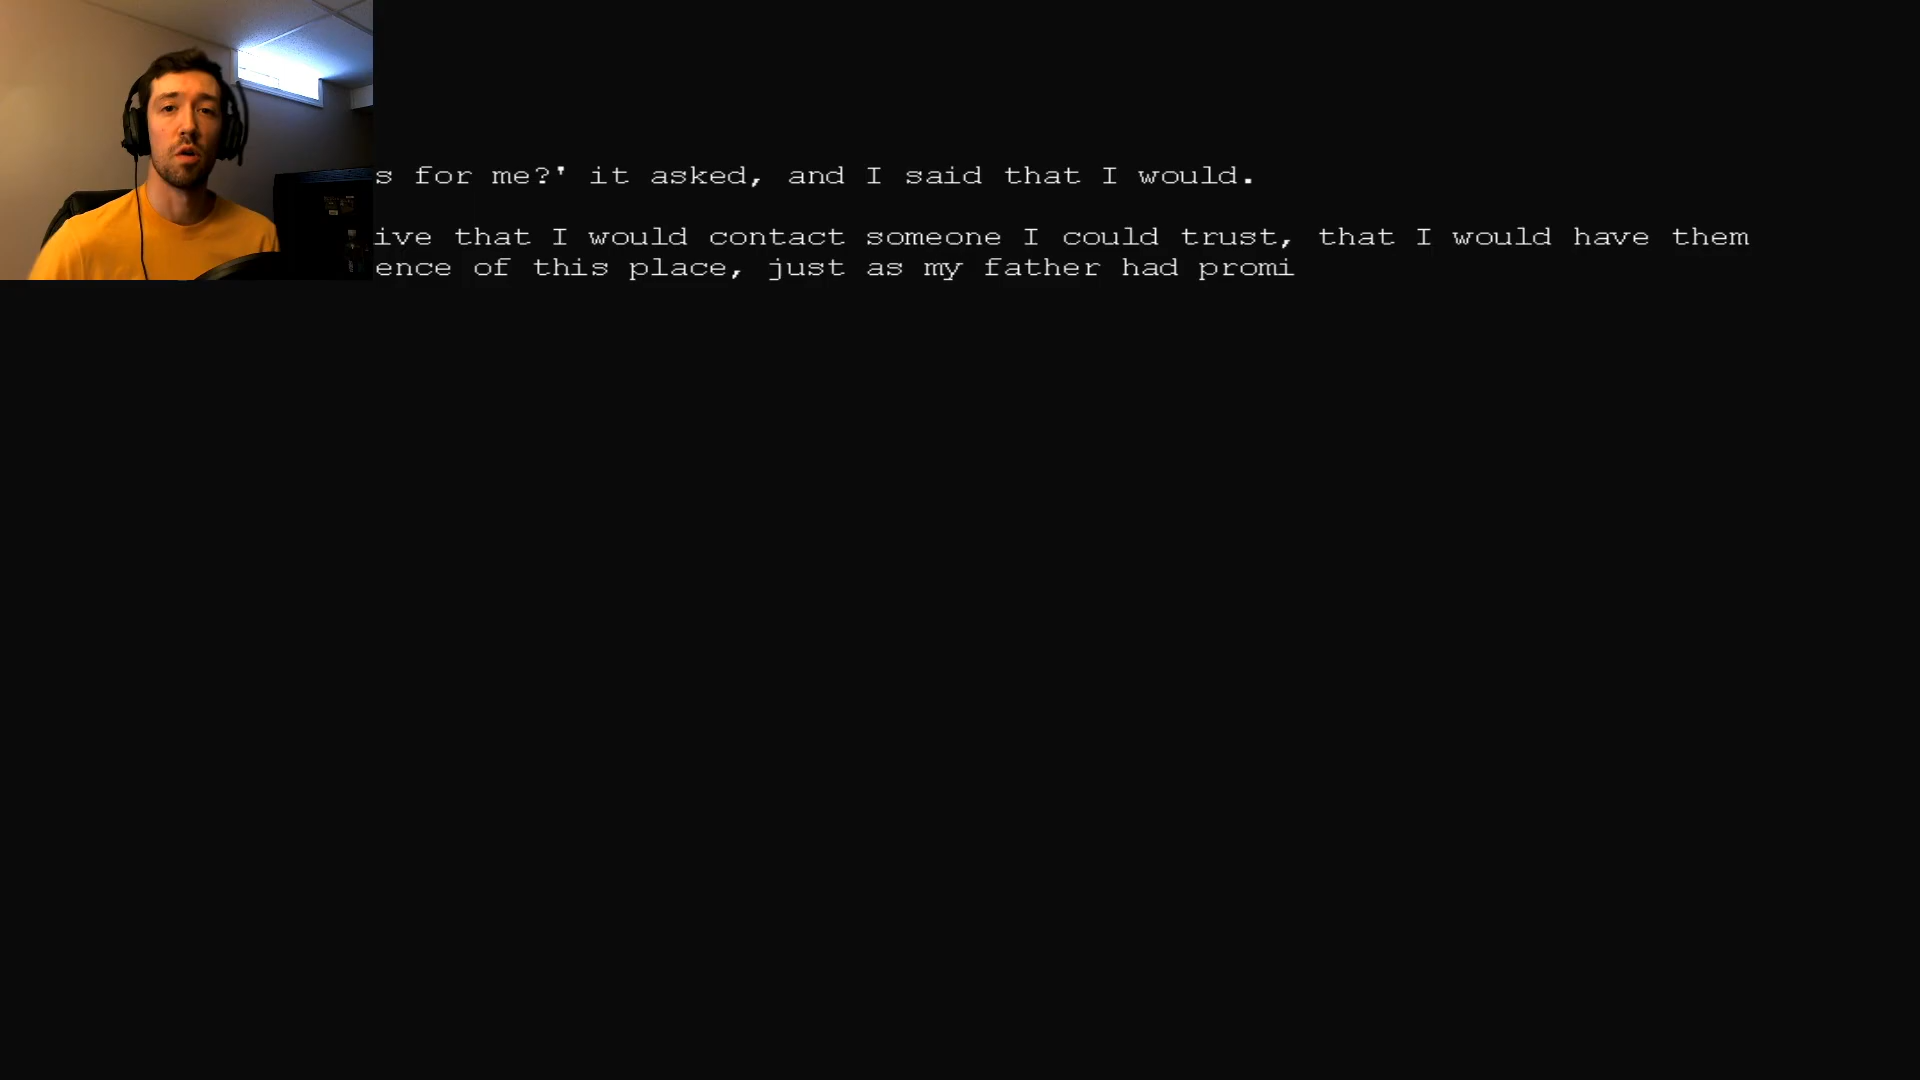 s for me?' it asked, and I said that I would.
ive that I would contact someone I could trust, that I would have them
ence of this place, just as my father had promi